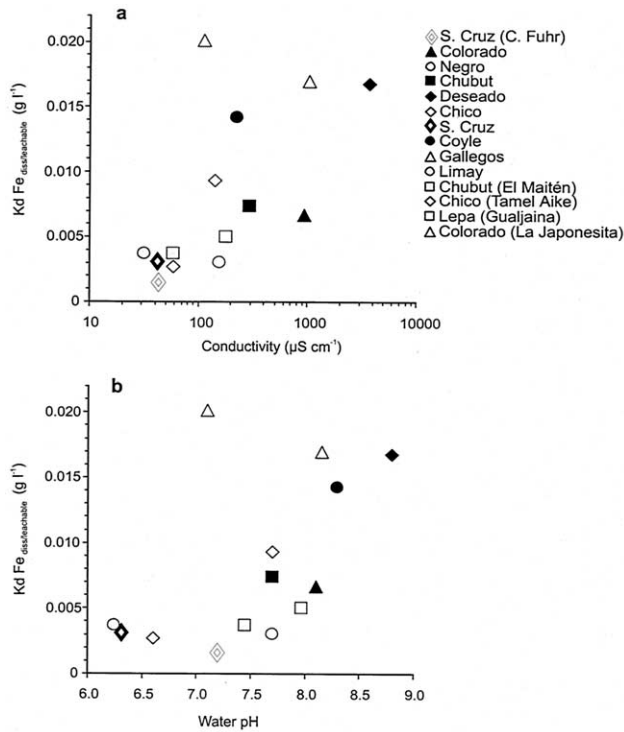 a
0.020
0.015
0.010
0.005
0
Kd Fe diss/leachable (g l⁻¹)
10
100
1000
10000
Conductivity (µS cm⁻¹)
S. Cruz (C. Fuhr)
Colorado
Negro
Chubut
Deseado
Chico
S. Cruz
Coyle
Gallegos
Limay
Chubut (El Maitén)
Chico (Tamel Aike)
Lepa (Gualjaina)
Colorado (La Japonesita)
b
0.020
0.015
0.010
0.005
0
Kd Fe diss/leachable (g l⁻¹)
6.0
6.5
7.0
7.5
8.0
8.5
9.0
Water pH